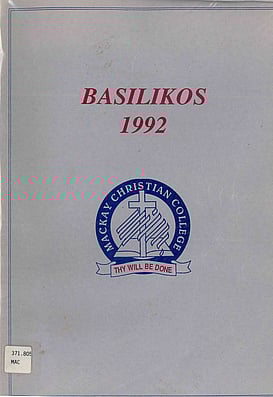 BASILIKOS
1992
MACKAY CHRISTIAN COLLEGE
THY WILL BE DONE
371.805
MAC